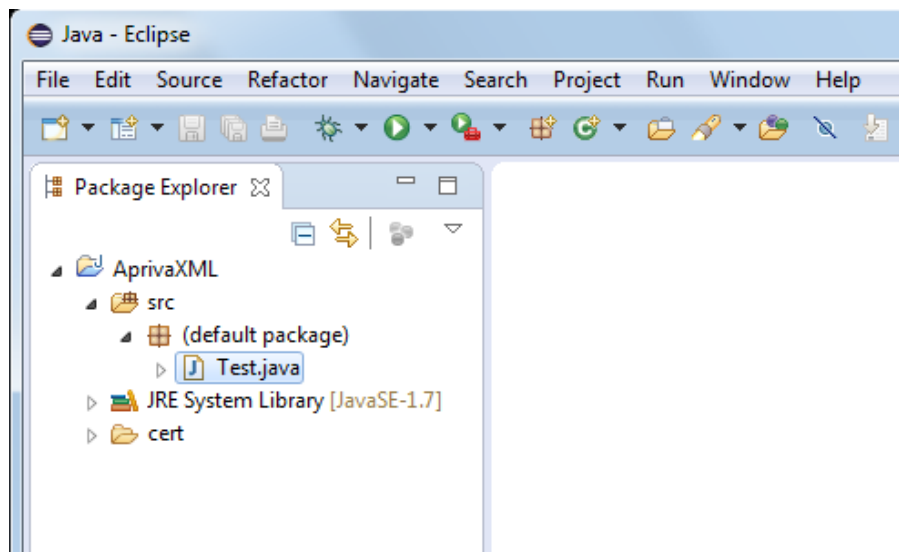 Java - Eclipse
File Edit Source Refactor Navigate Search Project Run Window Help
Package Explorer
AprivaXML
src
(default package)
Test.java
JRE System Library [JavaSE-1.7]
cert